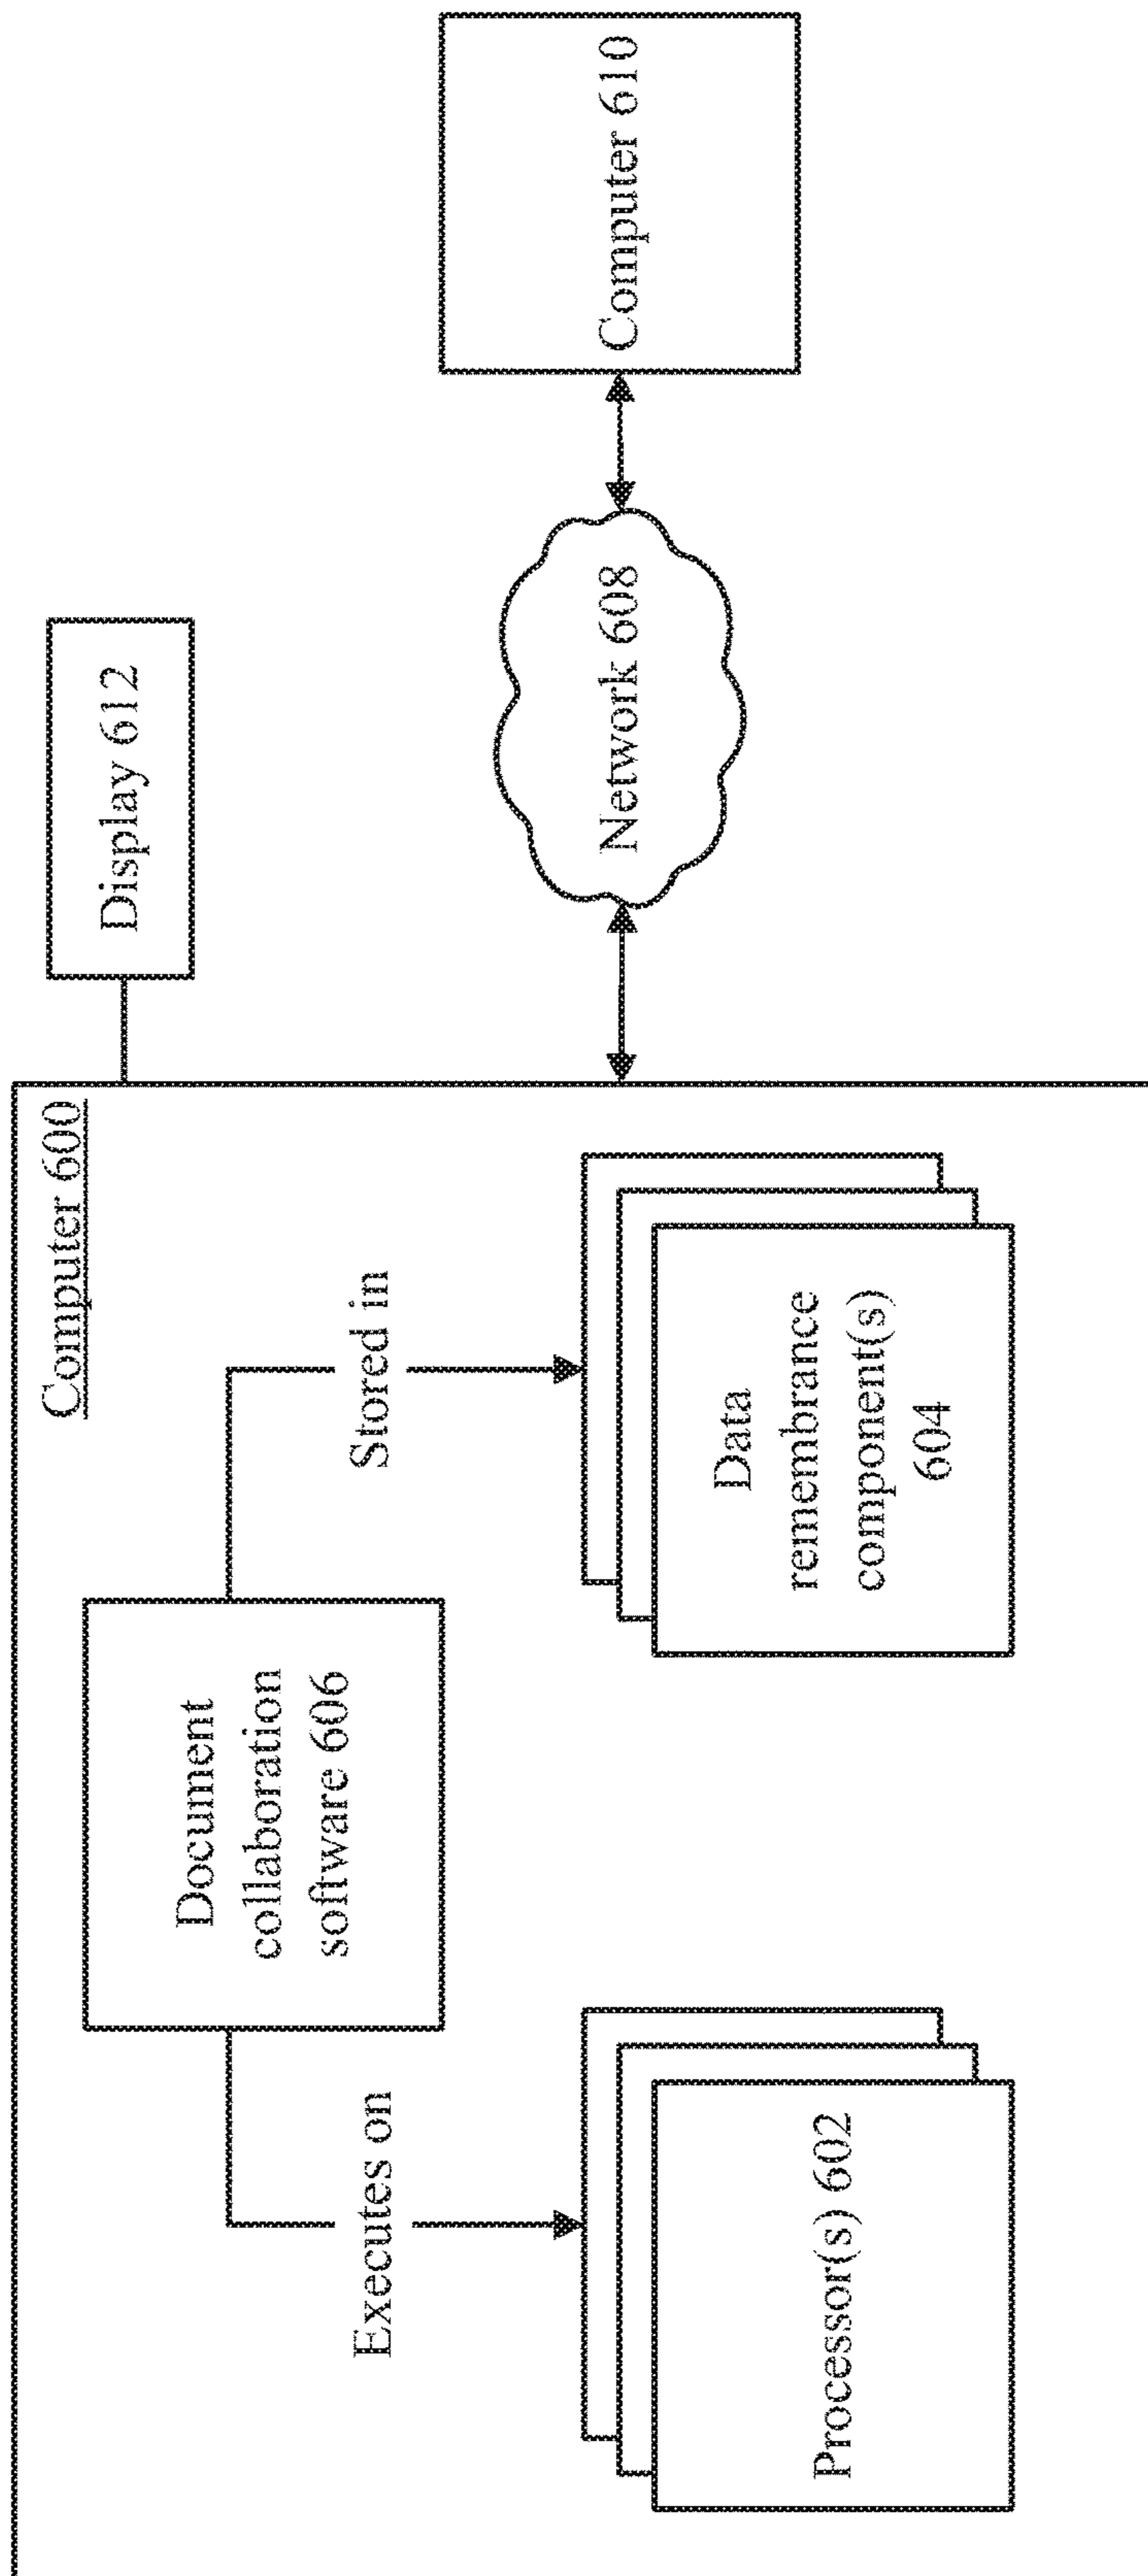 Computer 600
Document
collaboration
software 606
Executes on
Stored in
Processor(s) 602
Data
remembrance
component(s)
604
Display 612
Network 608
Computer 610